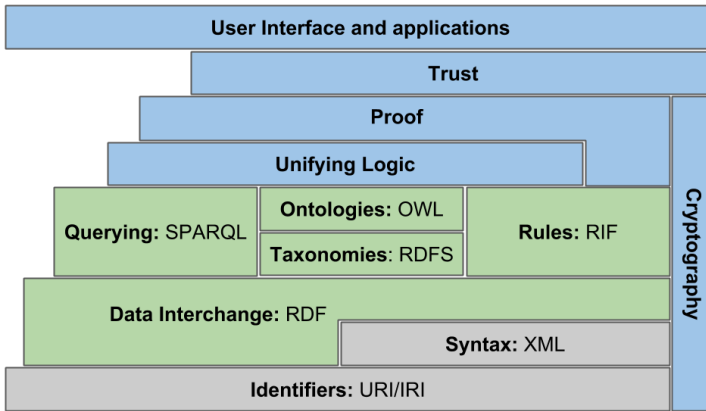 User Interface and applications
Trust
Proof
Unifying Logic
Querying: SPARQL
Ontologies: OWL
Taxonomies: RDFS
Rules: RIF
Cryptography
Data Interchange: RDF
Syntax: XML
Identifiers: URI/IRI